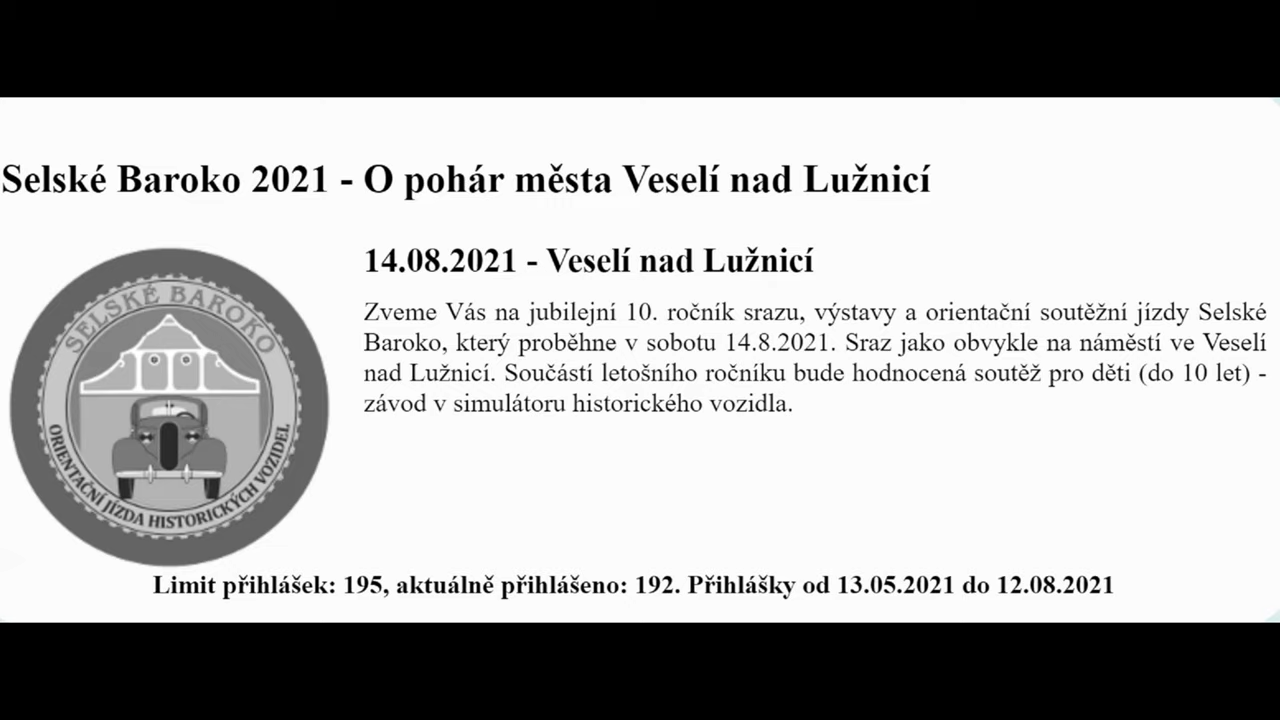 Selské Baroko 2021 - O pohár města Veselí nad Lužnicí
14.08.2021 - Veselí nad Lužnicí
Zveme Vás na jubilejní 10. ročník srazu, výstavy a orientační soutěžní jízdy Selské
Baroko, který proběhne v sobotu 14.8.2021. Sraz jako obvykle na náměstí ve Veselí
nad Lužnicí. Součástí letošního ročníku bude hodnocená soutěž pro děti (do 10 let) -
závod v simulátoru historického vozidla.
SELSKÉ BAROKO
ORIENTAČNÍ JÍZDA HISTORICKÝCH VOZIDEL
Limit přihlášek: 195, aktuálně přihlášeno: 192. Přihlášky od 13.05.2021 do 12.08.2021